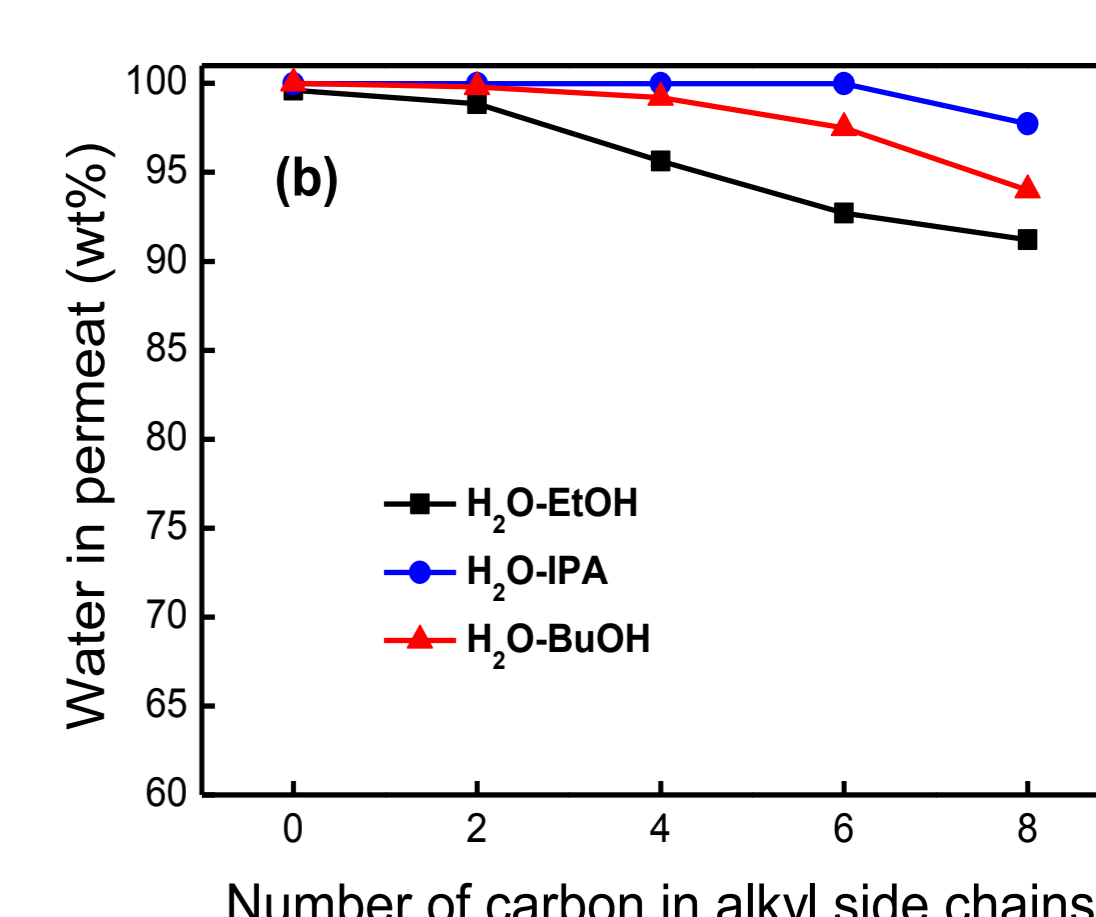 100
95
(b)
90
85
80
75
70
65
60
Water in permeat (wt%)
H₂O-EtOH
H₂O-IPA
H₂O-BuOH
0 2 4 6 8
Number of carbon in alkyl side chains